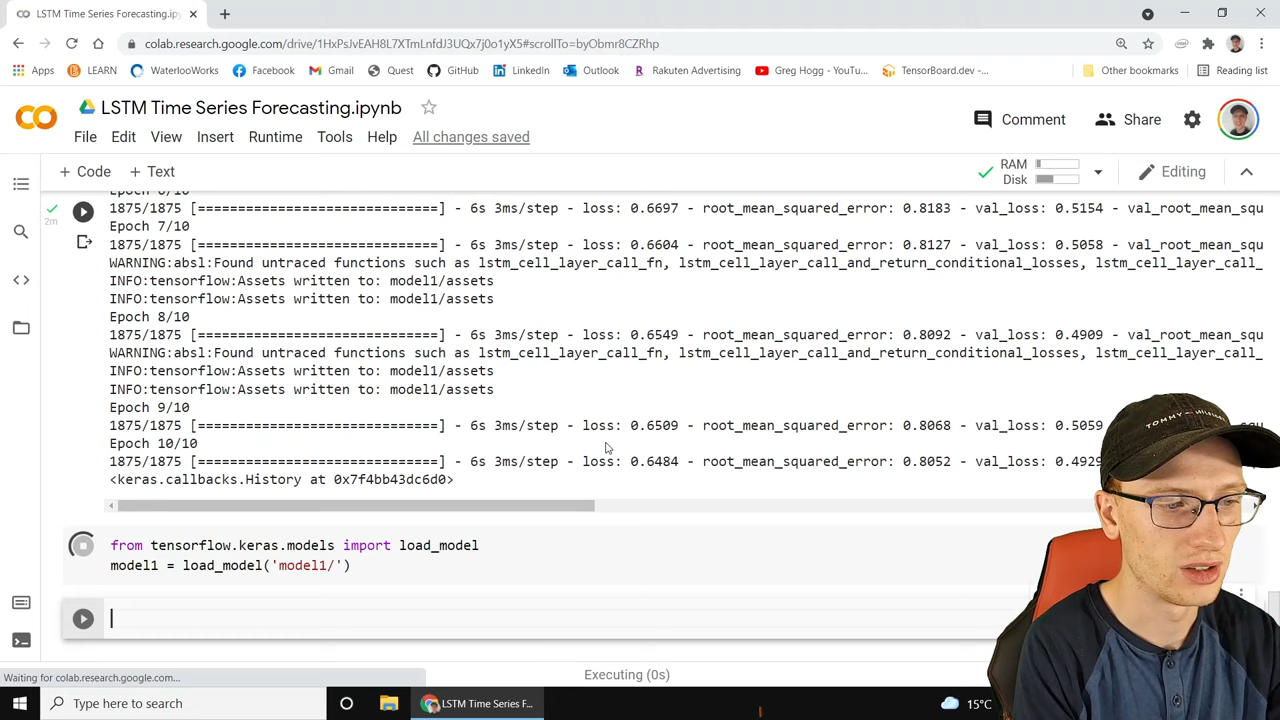 LSTM Time Series Forecasting.ipy
colab.research.google.com/drive/1HxPsJvEAH8L7XTmLnfdJ3UQx7j0o1yX5#scrollTo=byObmr8CZRhp
Apps LEARN WaterlooWorks Facebook Gmail Quest GitHub LinkedIn Outlook Rakuten Advertising Greg Hogg - YouTu... TensorBoard.dev -... Other bookmarks Reading list
LSTM Time Series Forecasting.ipynb
Comment Share
File Edit View Insert Runtime Tools Help All changes saved
+ Code + Text RAM Disk Editing
2m
1875/1875 [==============================] - 6s 3ms/step - loss: 0.6697 - root_mean_squared_error: 0.8183 - val_loss: 0.5154 - val_root_mean_squ
Epoch 7/10
1875/1875 [==============================] - 6s 3ms/step - loss: 0.6604 - root_mean_squared_error: 0.8127 - val_loss: 0.5058 - val_root_mean_squ
WARNING:absl:Found untraced functions such as lstm_cell_layer_call_fn, lstm_cell_layer_call_and_return_conditional_losses, lstm_cell_layer_call_
INFO:tensorflow:Assets written to: model1/assets
INFO:tensorflow:Assets written to: model1/assets
Epoch 8/10
1875/1875 [==============================] - 6s 3ms/step - loss: 0.6549 - root_mean_squared_error: 0.8092 - val_loss: 0.4909 - val_root_mean_squ
WARNING:absl:Found untraced functions such as lstm_cell_layer_call_fn, lstm_cell_layer_call_and_return_conditional_losses, lstm_cell_layer_call_
INFO:tensorflow:Assets written to: model1/assets
INFO:tensorflow:Assets written to: model1/assets
Epoch 9/10
1875/1875 [==============================] - 6s 3ms/step - loss: 0.6509 - root_mean_squared_error: 0.8068 - val_loss: 0.5059
Epoch 10/10
1875/1875 [==============================] - 6s 3ms/step - loss: 0.6484 - root_mean_squared_error: 0.8052 - val_loss: 0.492
<keras.callbacks.History at 0x7f4bb43dc6d0>
from tensorflow.keras.models import load_model
model1 = load_model('model1/')
Executing (0s)
Waiting for colab.research.google.com...
Type here to search
LSTM Time Series F...
15°C
TOMMY HILFIGER